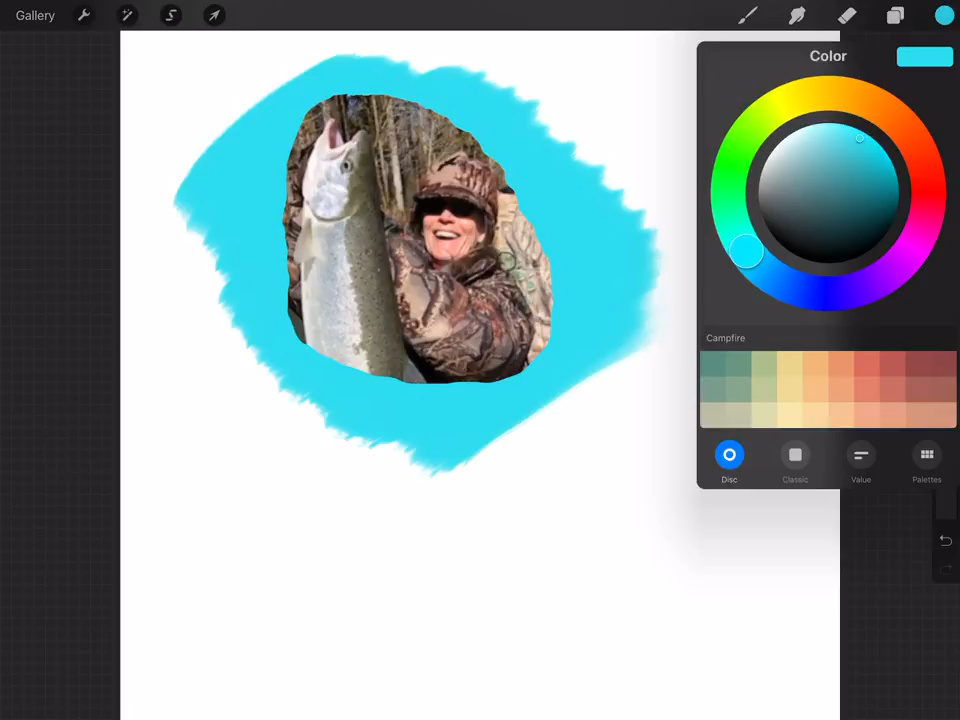 Gallery
Color
Campfire
Disc
Classic
Value
Palettes